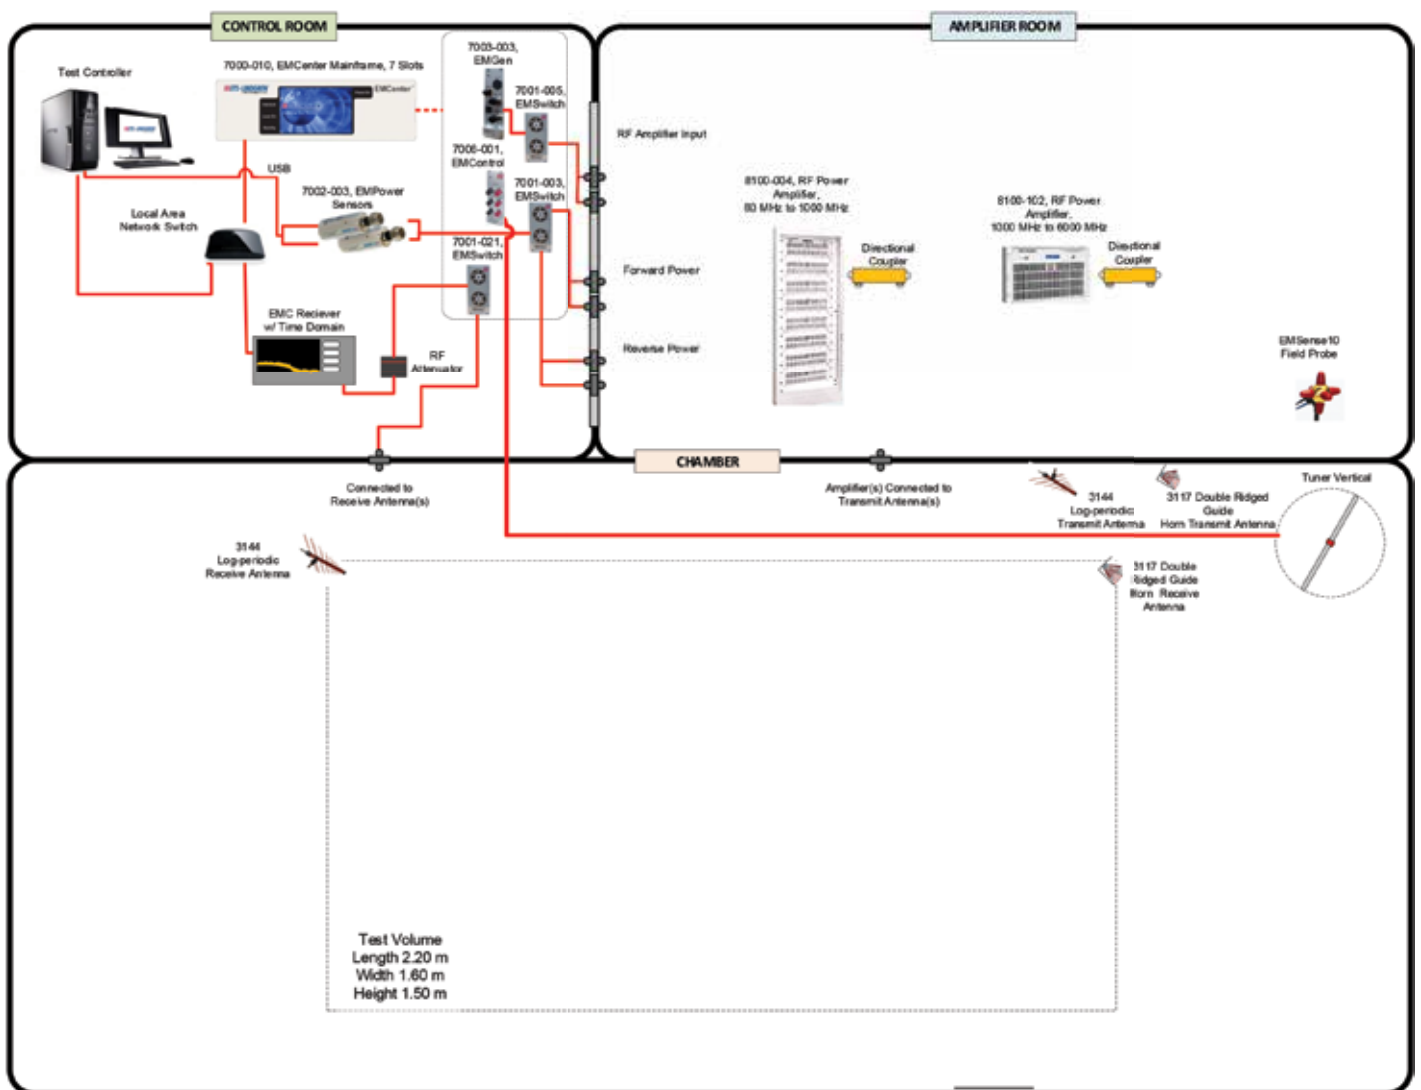 CONTROL ROOM
AMPLIFIER ROOM
Test Controller
7000-010, EMCenter Mainframe, 7 Slots
EMCenter
7003-003,
EMGen
7001-005,
EMSwitch
7006-001,
EMControl
7001-003,
EMSwitch
USB
7002-003, EMPower
Sensors
Local Area
Network Switch
7001-021,
EMSwitch
EMC Reciever
w/ Time Domain
RF
Attenuator
RF Amplifier Input
Forward Power
Reverse Power
8100-004, RF Power
Amplifier,
80 MHz to 1000 MHz
Directional
Coupler
8100-102, RF Power
Amplifier,
1000 MHz to 6000 MHz
Directional
Coupler
EMSense10
Field Probe
CHAMBER
Connected to
Receive Antenna(s)
Amplifier(s) Connected to
Transmit Antenna(s)
3144
Log-periodic
Transmit Antenna
3117 Double Ridged
Guide
Horn Transmit Antenna
Tuner Vertical
3144
Log-periodic
Receive Antenna
3117 Double
Ridged Guide
Horn Receive
Antenna
Test Volume
Length 2.20 m
Width 1.60 m
Height 1.50 m